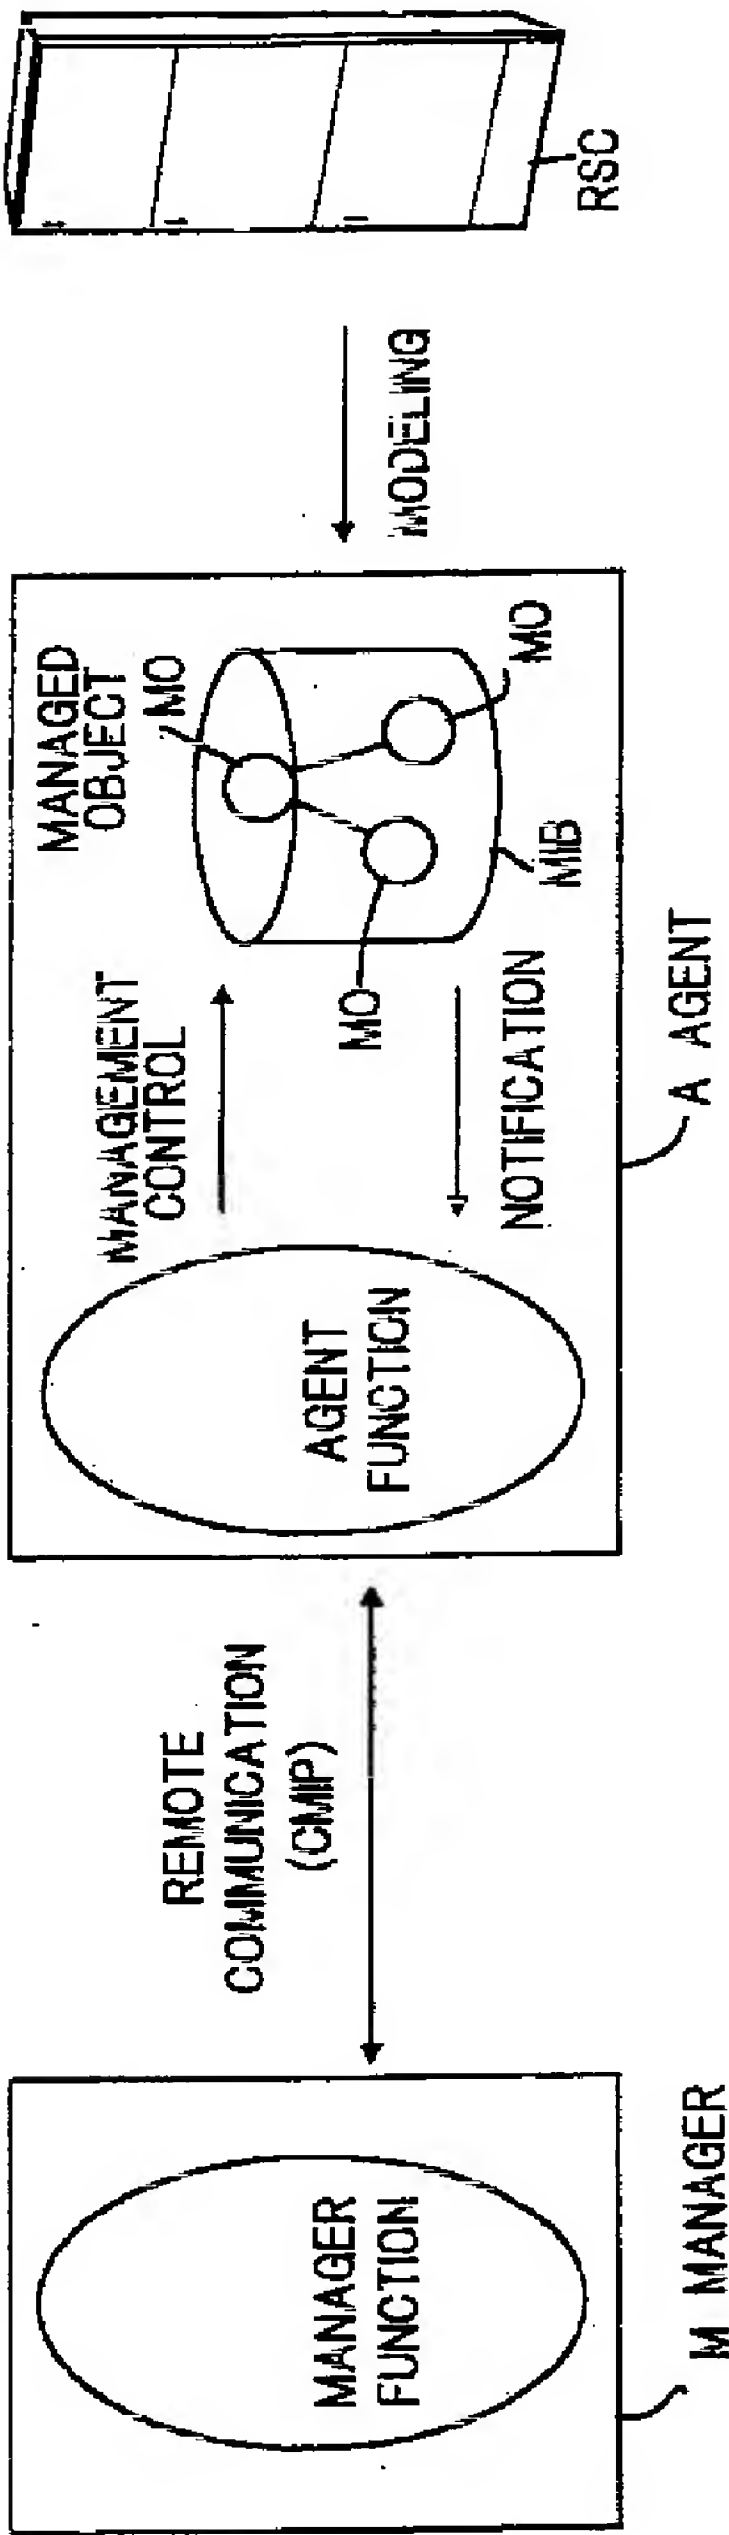 MANAGER
FUNCTION
M MANAGER
REMOTE
COMMUNICATION
(CMIP)
AGENT
FUNCTION
MANAGEMENT
CONTROL
NOTIFICATION
MANAGED
OBJECT
MO
MO
MO
MIB
A AGENT
MODELING
RSC